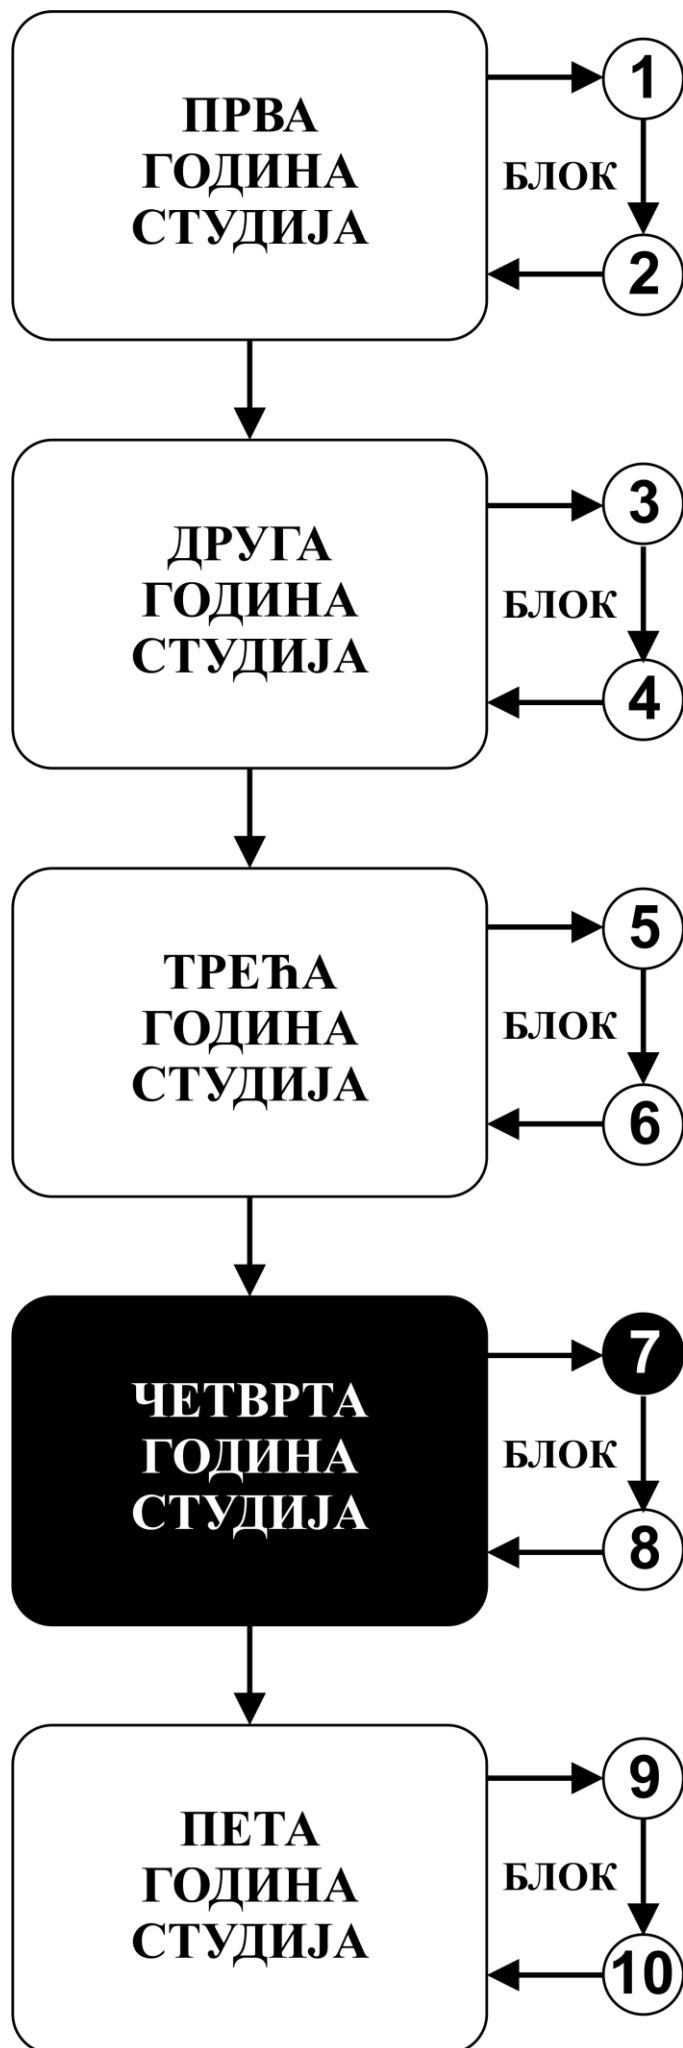 ПРВА
ГОДИНА
СТУДИЈА
1
БЛОК
2
ДРУГА
ГОДИНА
СТУДИЈА
3
БЛОК
4
ТРЕЋА
ГОДИНА
СТУДИЈА
5
БЛОК
6
ЧЕТВРТА
ГОДИНА
СТУДИЈА
7
БЛОК
8
ПЕТА
ГОДИНА
СТУДИЈА
9
БЛОК
10